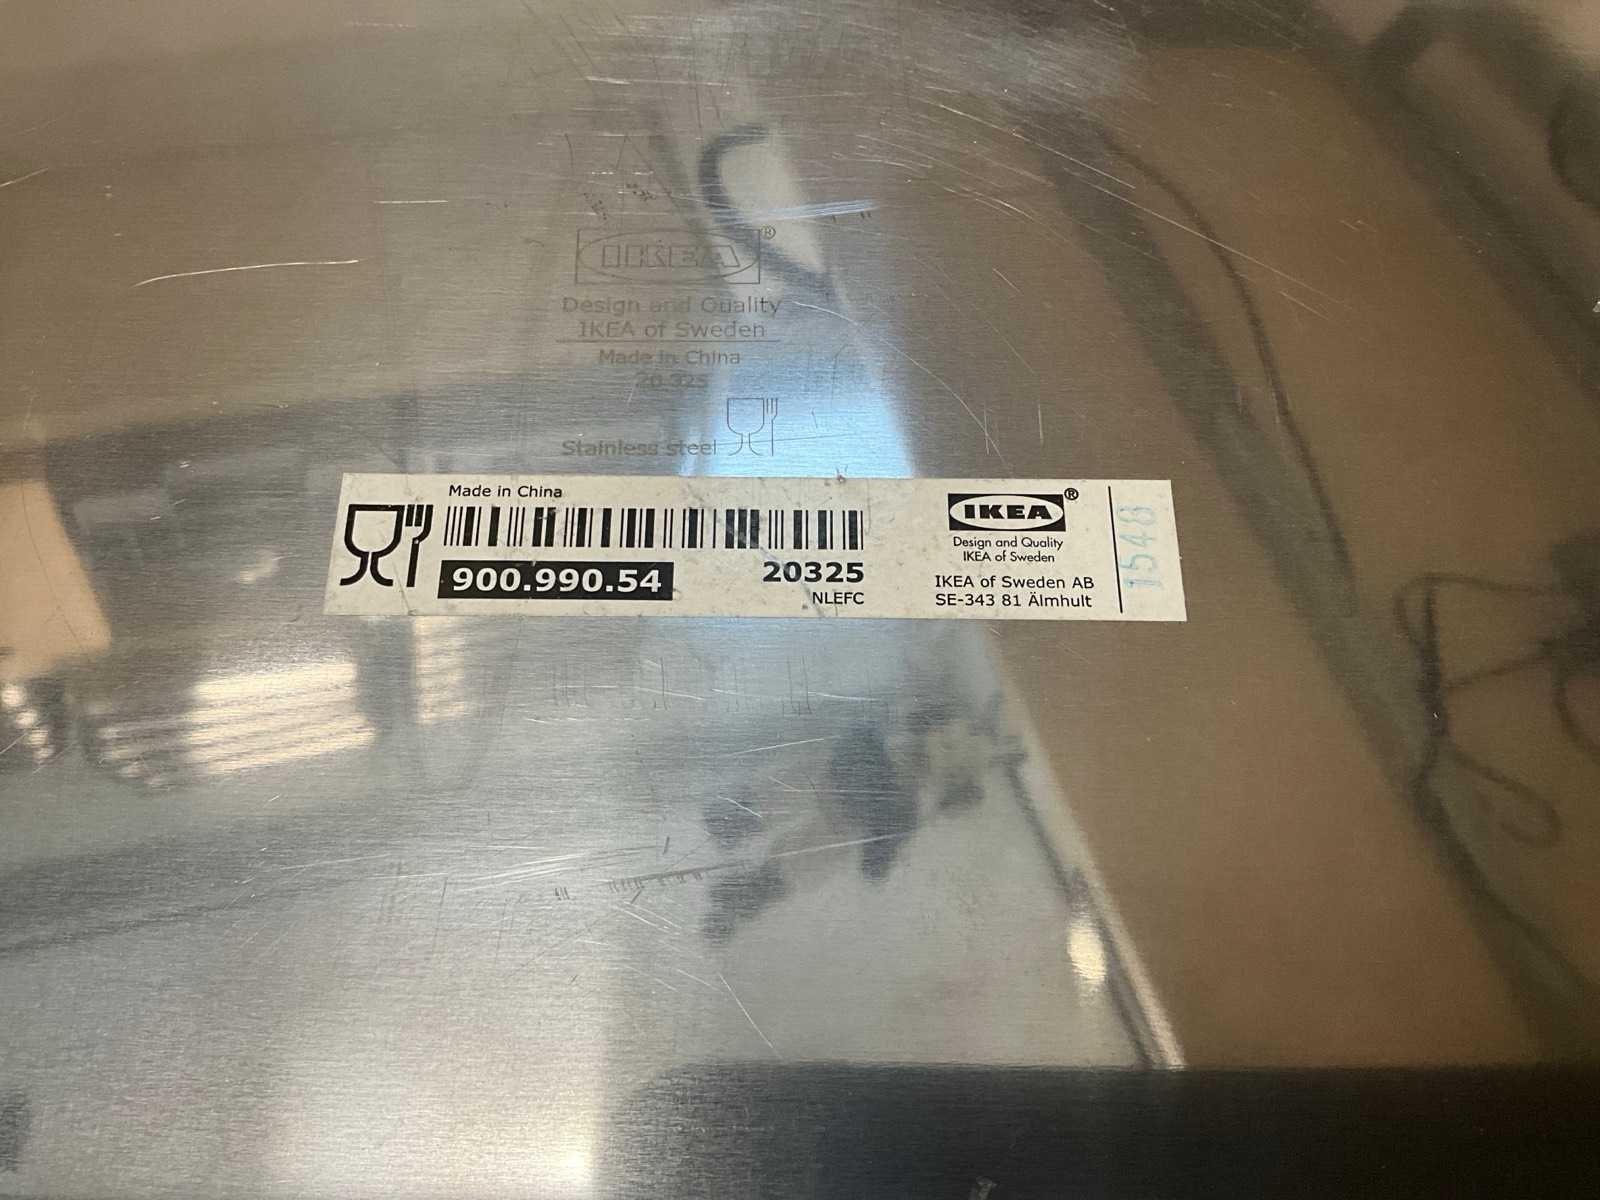 IKEA®
Design and Quality
IKEA of Sweden
Made in China
20 325
Stainless steel
Made in China
900.990.54
20325
NLEFC
IKEA®
Design and Quality
IKEA of Sweden
IKEA of Sweden AB
SE-343 81 Älmhult
1548